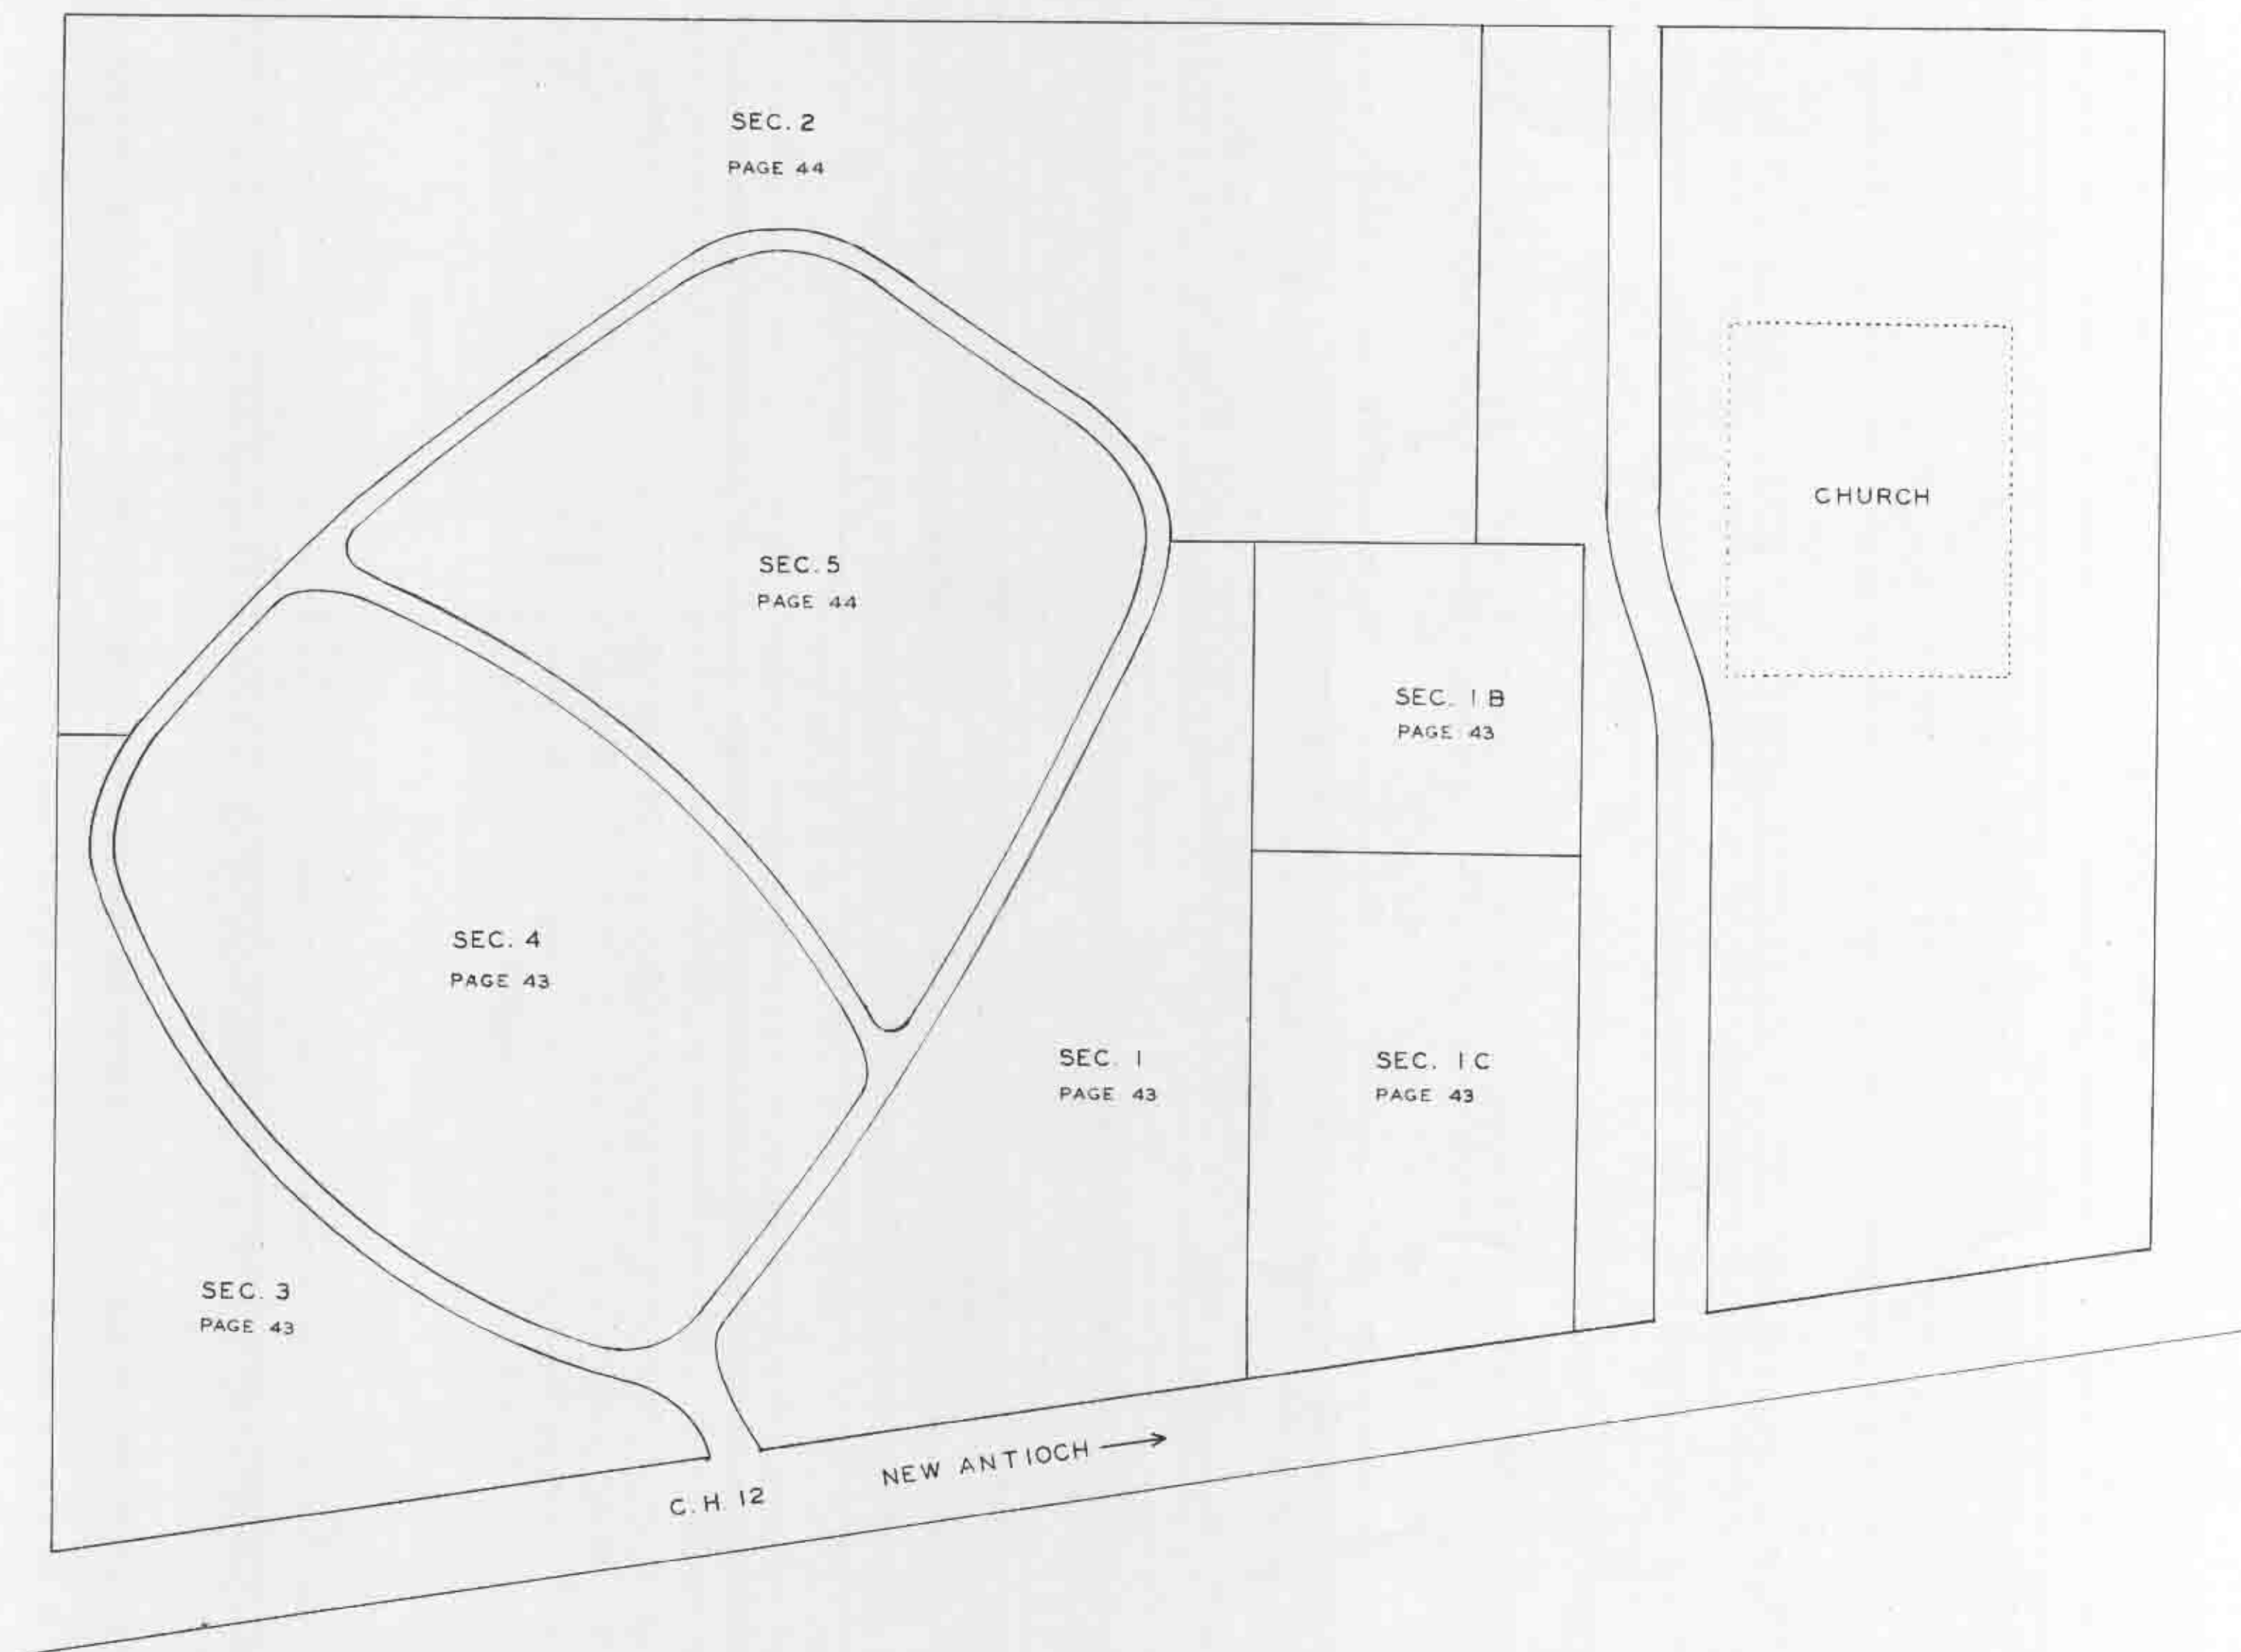 SEC. 2
PAGE 44
CHURCH
SEC. 5
PAGE 44
SEC. 1 B
PAGE 43
SEC. 4
PAGE 43
SEC. 1
PAGE 43
SEC. 1 C
PAGE 43
SEC. 3
PAGE 43
NEW ANTIOCH
C. H. 12